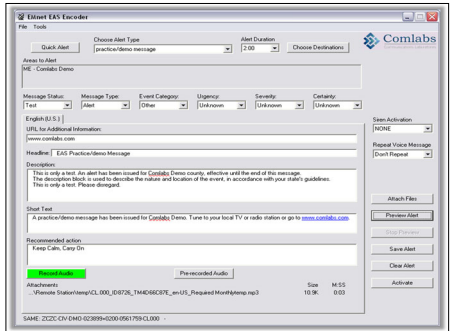 EMnet EAS Encoder
File Tools
Quick Alert
Choose Alert Type
practice/demo message
Alert Duration
2:00
Choose Destinations
Comlabs
Areas to Alert
ME - Comlabs Demo
Message Status: Message Type: Event Category: Urgency: Severity: Certainty:
Test Alert Other Unknown Unknown Unknown
English (U.S.)
URL for Additional Information:
www.comlabs.com
Headline: EAS Practice/demo Message
Description:
This is only a test. An alert has been issued for Comlabs Demo county, effective until the end of this message.
The description block is used to describe the nature and location of the event, in accordance with your state's guidelines.
This is only a test. Please disregard.
Short Text
A practice/demo message has been issued for Comlabs Demo. Tune to your local TV or radio station or go to www.comlabs.com.
Recommended action
Keep Calm, Carry On
Record Audio
Pre-recorded Audio
Attachments Size M:SS
...\Remote Station\temp\CL.000_ID8726_TM4D66C87E_en-US_Required Monthlytemp.mp3 10.9K 0:03
SAME: ZCZC-CIV-DMO-023899+0200-0561759-CL000 -
Siren Activation
NONE
Repeat Voice Message
Don't Repeat
Attach Files
Preview Alert
Stop Preview
Save Alert
Clear Alert
Activate